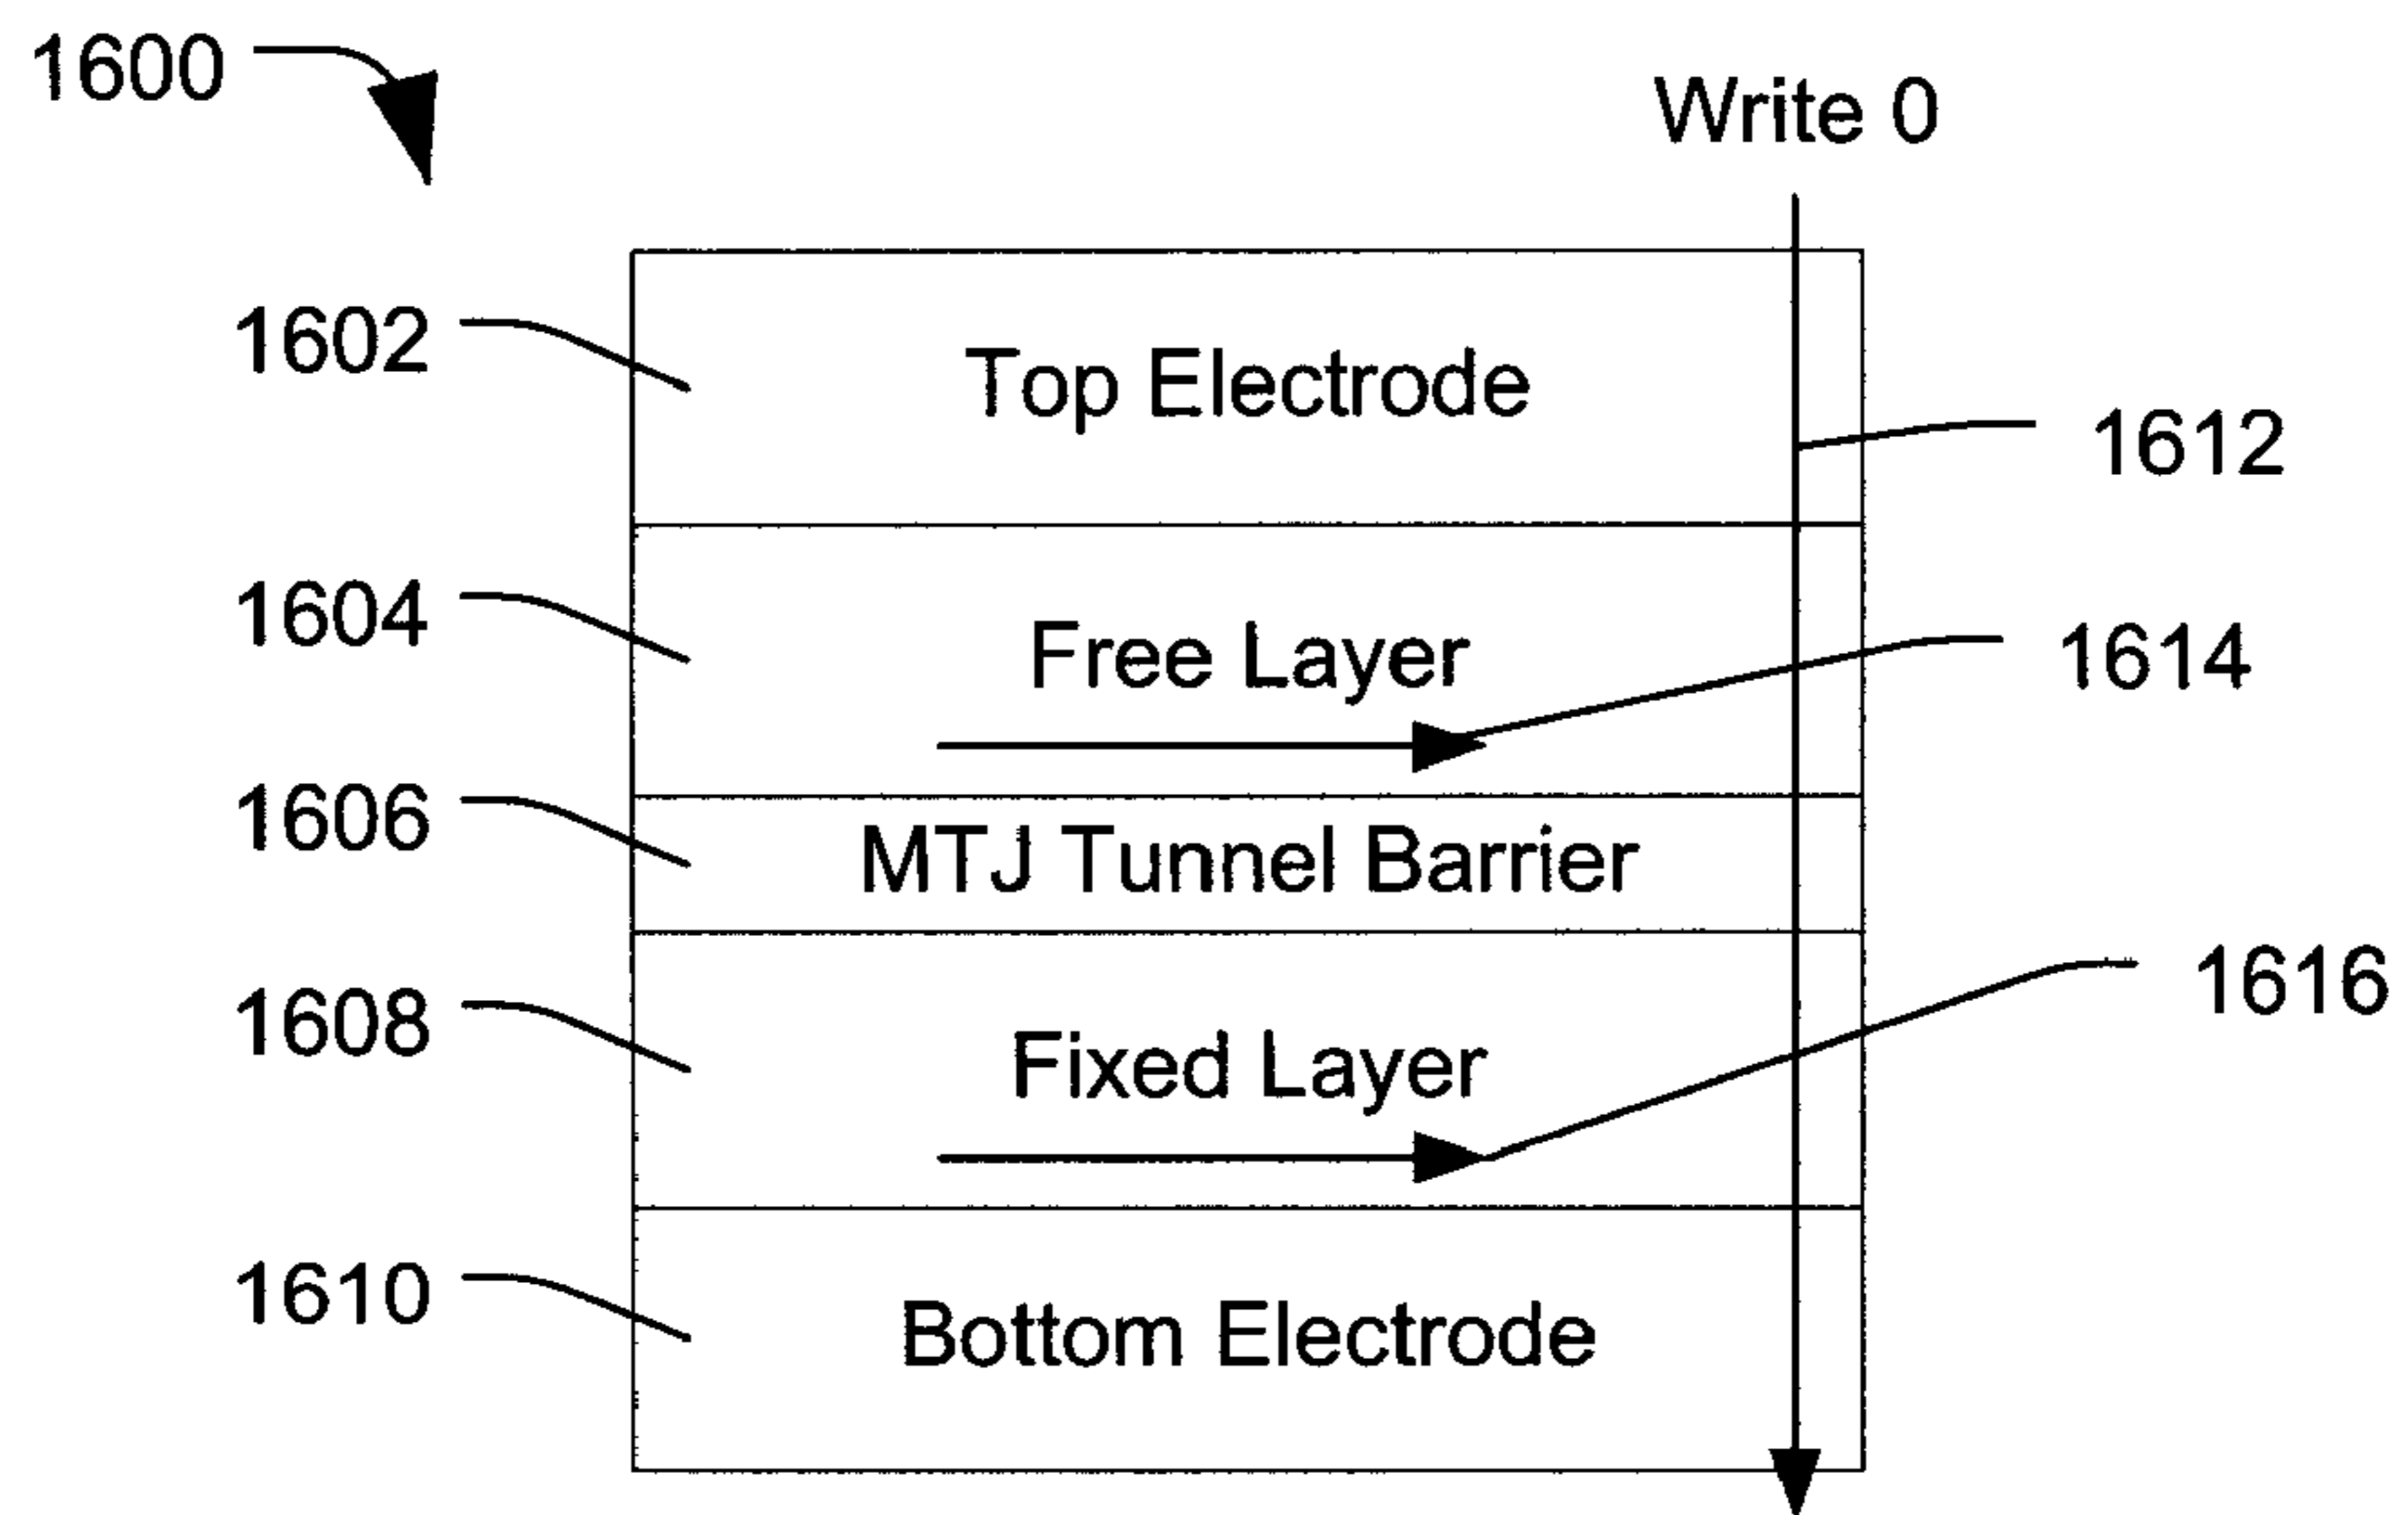 1600
Write 0
1602
Top Electrode
1612
1604
Free Layer
1614
1606
MTJ Tunnel Barrier
1608
Fixed Layer
1616
1610
Bottom Electrode